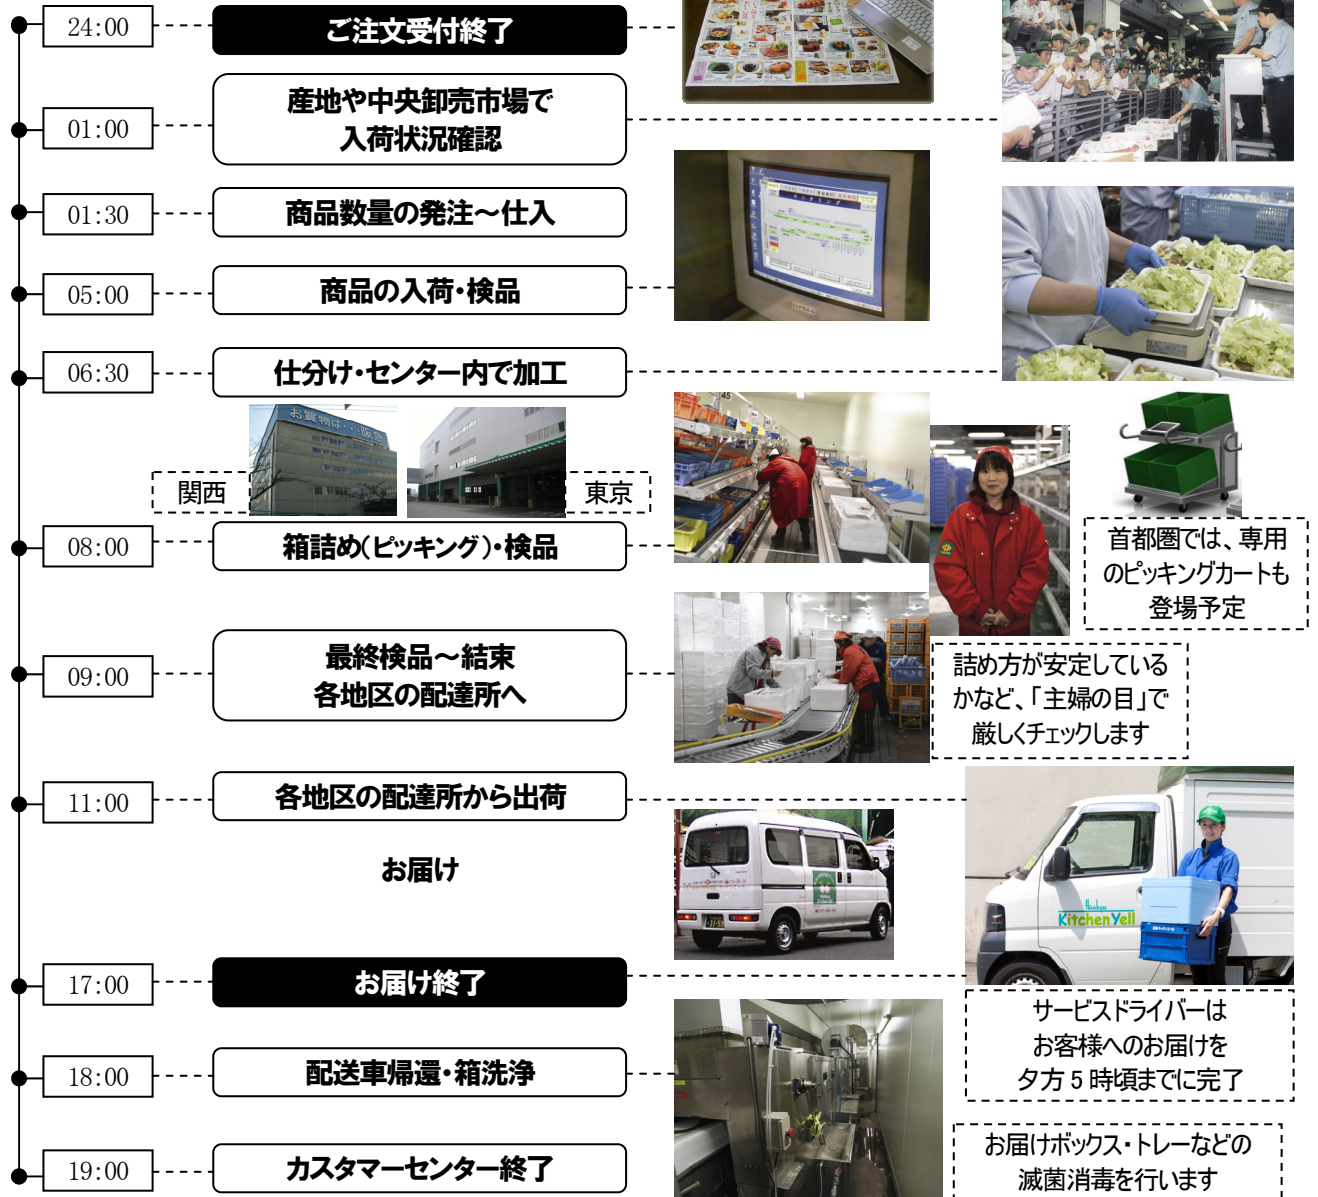 24:00
ご注文受付終了
01:00
産地や中央卸売市場で
入荷状況確認
01:30
商品数量の発注～仕入
05:00
商品の入荷・検品
06:30
仕分け・センター内で加工
お買物は・・・阪急
関西
東京
45
08:00
箱詰め(ピッキング)・検品
首都圏では、専用
のピッキングカートも
登場予定
09:00
最終検品～結束
各地区の配達所へ
詰め方が安定している
かなど、「主婦の目」で
厳しくチェックします
11:00
各地区の配達所から出荷
お届け
Hankyu
Kitchen Yell
17:00
お届け終了
サービスドライバーは
お客様へのお届けを
夕方5時頃までに完了
18:00
配送車帰還・箱洗浄
19:00
カスタマーセンター終了
お届けボックス・トレーなどの
滅菌消毒を行います